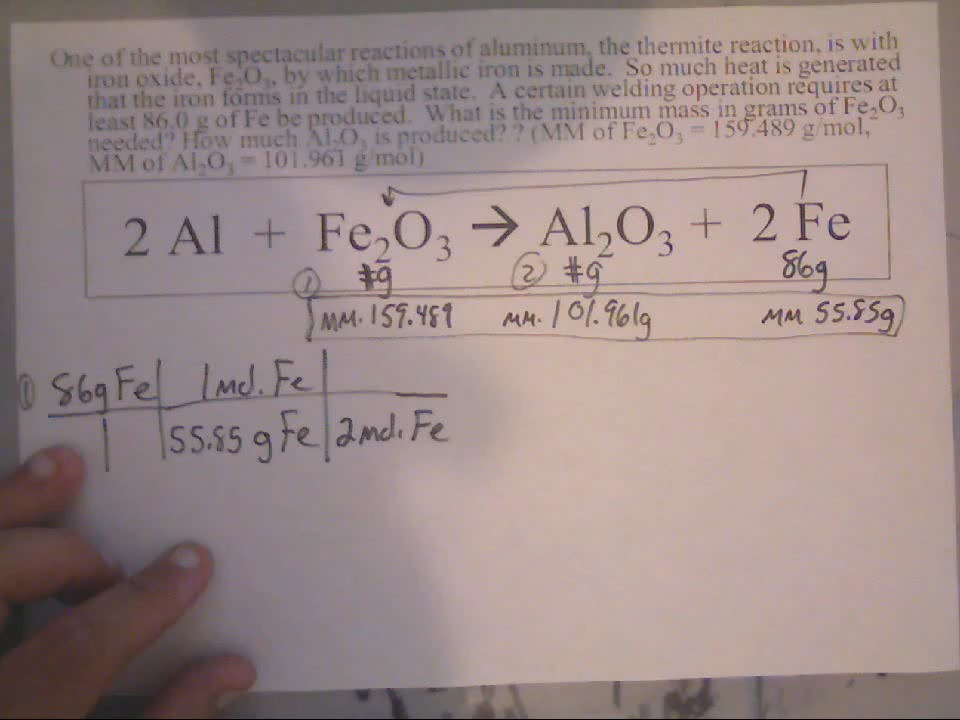 One of the most spectacular reactions of aluminum, the thermite reaction, is with
iron oxide, Fe₂O₃, by which metallic iron is made. So much heat is generated
that the iron forms in the liquid state. A certain welding operation requires at
least 86.0 g of Fe be produced. What is the minimum mass in grams of Fe₂O₃
needed? How much Al₂O₃ is produced? ? (MM of Fe₂O₃ = 159.489 g/mol,
MM of Al₂O₃ = 101.961 g/mol)
2 Al + Fe₂O₃ → Al₂O₃ + 2 Fe
① #g ② #g 86g
MM. 159.489 MM. 101.961g MM 55.85g
① 86g Fe | 1 mol. Fe |
| 55.85 g Fe | 2 mol. Fe